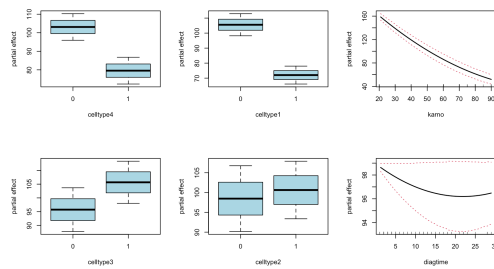 partial effect
80 90 100 110
0 1
celltype4
partial effect
70 80 90 110
0 1
celltype1
partial effect
40 80 120 160
20 30 40 50 60 70 80 90
karno
partial effect
90 95 105
0 1
celltype3
partial effect
90 95 100 105
0 1
celltype2
partial effect
94 96 98
5 10 15 20 25
diagtime